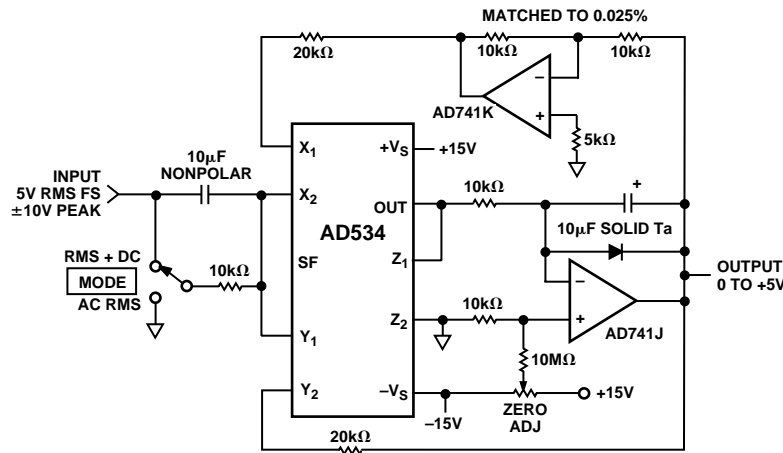 MATCHED TO 0.025%
20kΩ
10kΩ
10kΩ
AD741K
5kΩ
INPUT
5V RMS FS
±10V PEAK
10μF
NONPOLAR
RMS + DC
MODE
AC RMS
10kΩ
X1
X2
SF
Y1
Y2
AD534
+VS
+15V
OUT
Z1
Z2
–VS
–15V
10kΩ
10μF SOLID Ta
10kΩ
AD741J
10MΩ
ZERO
ADJ
+15V
OUTPUT
0 TO +5V
20kΩ